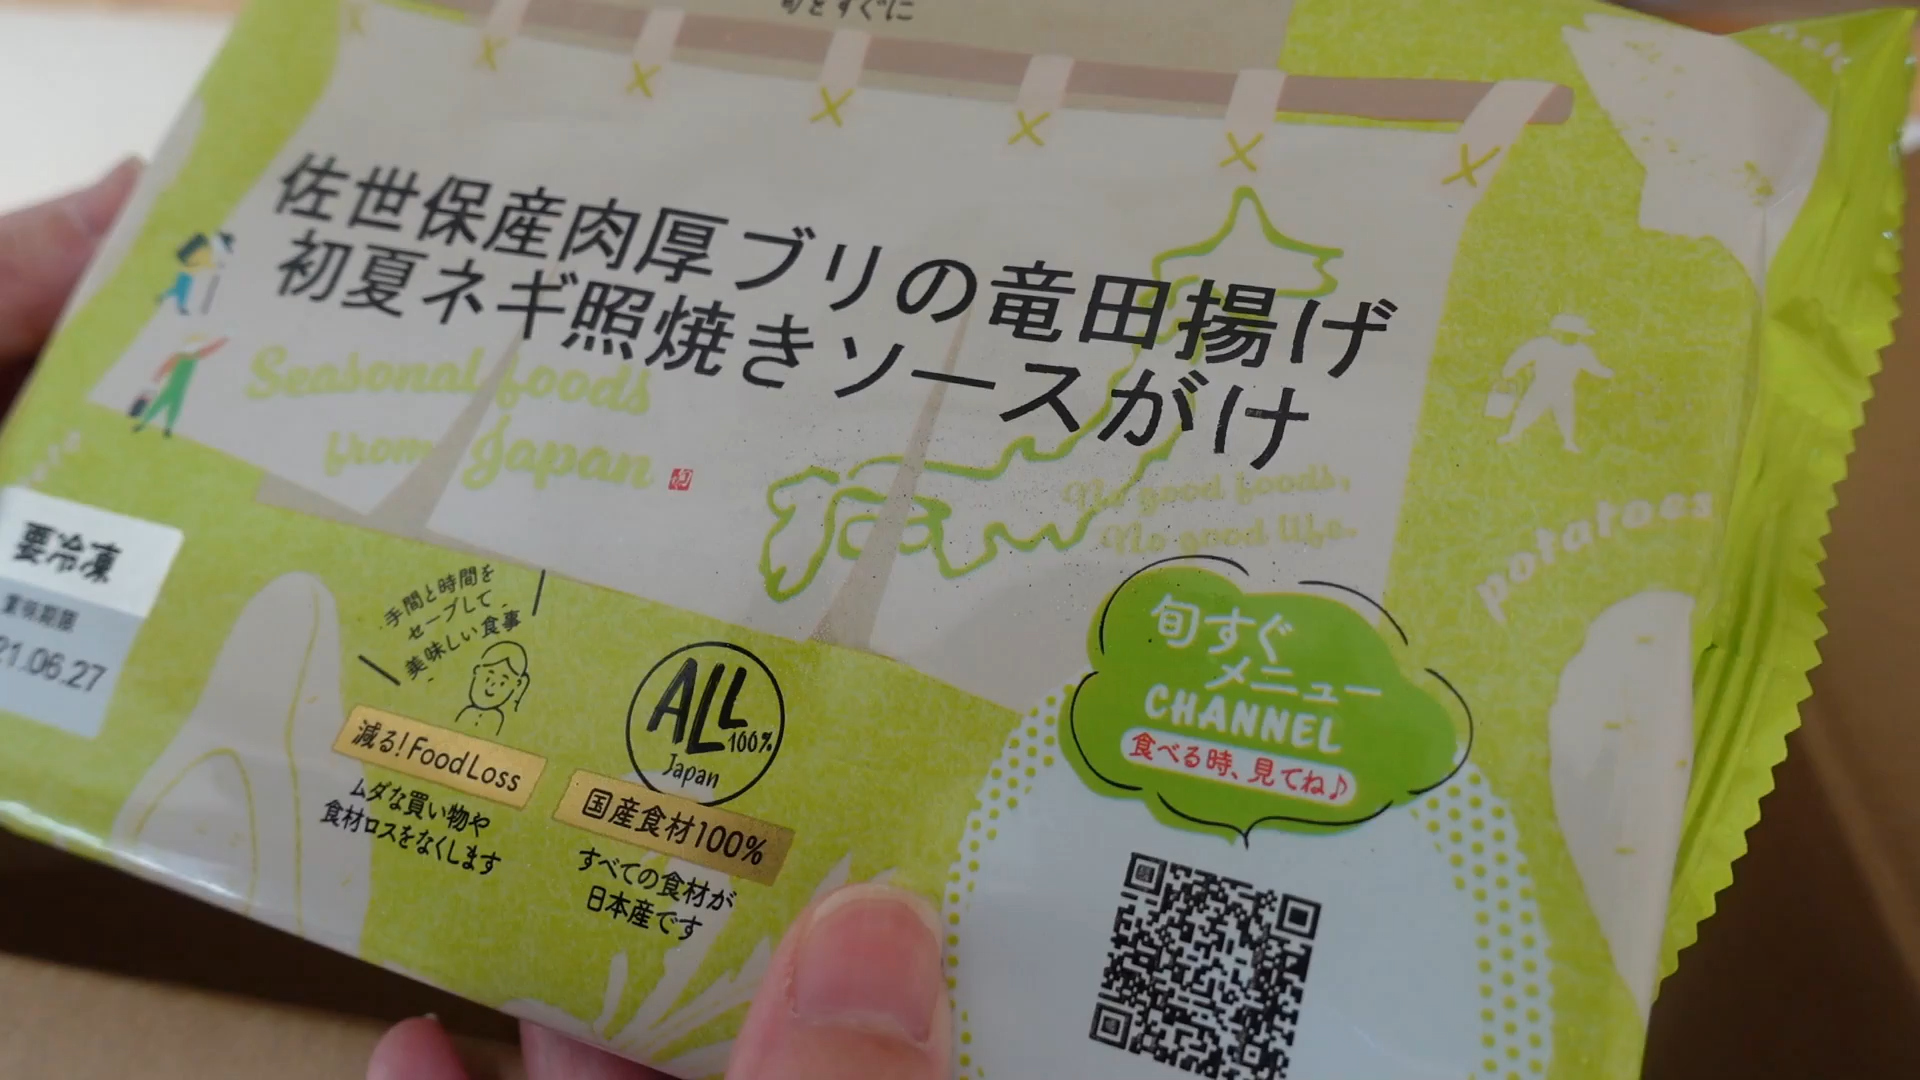 旬をすぐに
佐世保産肉厚ブリの竜田揚げ
初夏ネギ照焼きソースがけ
Seasonal foods
from Japan
No good foods,
No good life.
potatoes
要冷凍
賞味期限
21.06.27
手間と時間を
セーブして
美味しい食事
減る!FoodLoss
ムダな買い物や
食材ロスをなくします
ALL
100%
Japan
国産食材100%
すべての食材が
日本産です
旬すぐ
メニュー
CHANNEL
食べる時、見てね♪